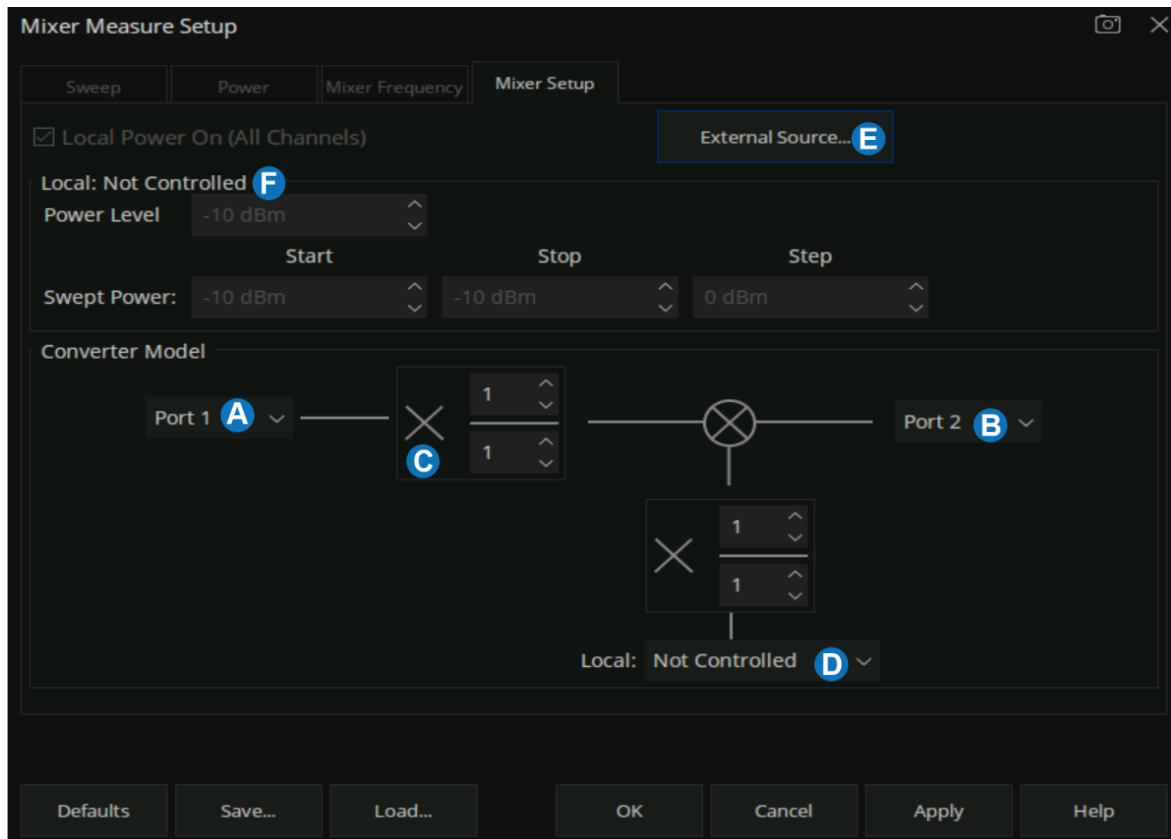 Mixer Measure Setup
Sweep Power Mixer Frequency Mixer Setup
Local Power On (All Channels) External Source... E
Local: Not Controlled F
Power Level -10 dBm
Start Stop Step
Swept Power: -10 dBm -10 dBm 0 dBm
Converter Model
1
Port 1 A Port 2 B
C 1
1
1
Local: Not Controlled D
Defaults Save... Load... OK Cancel Apply Help